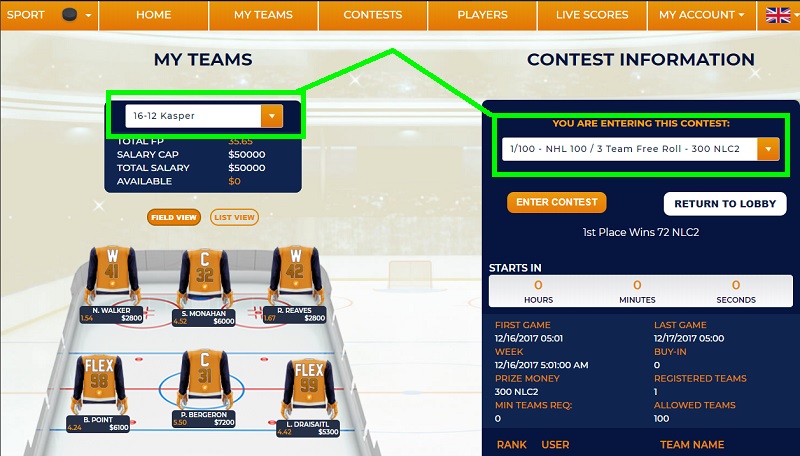 SPORT HOME MY TEAMS CONTESTS PLAYERS LIVE SCORES MY ACCOUNT
MY TEAMS
16-12 Kasper
TOTAL FP 35.65
SALARY CAP $50000
TOTAL SALARY $50000
AVAILABLE $0
FIELD VIEW LIST VIEW
W C W
41 32 42
N. WALKER S. MONAHAN R. REAVES
1.54 $2800 4.52 $6000 1.67 $2800
FLEX C FLEX
98 31 99
B. POINT P. BERGERON L. DRAISAITL
4.24 $6100 5.50 $7200 4.42 $5300
CONTEST INFORMATION
YOU ARE ENTERING THIS CONTEST:
1/100 - NHL 100 / 3 Team Free Roll - 300 NLC2
ENTER CONTEST RETURN TO LOBBY
1st Place Wins 72 NLC2
STARTS IN
0 0 0
HOURS MINUTES SECONDS
FIRST GAME LAST GAME
12/16/2017 05:01 12/17/2017 05:00
WEEK BUY-IN
12/16/2017 5:01:00 AM 0
PRIZE MONEY REGISTERED TEAMS
300 NLC2 1
MIN TEAMS REQ: ALLOWED TEAMS
0 100
RANK USER TEAM NAME